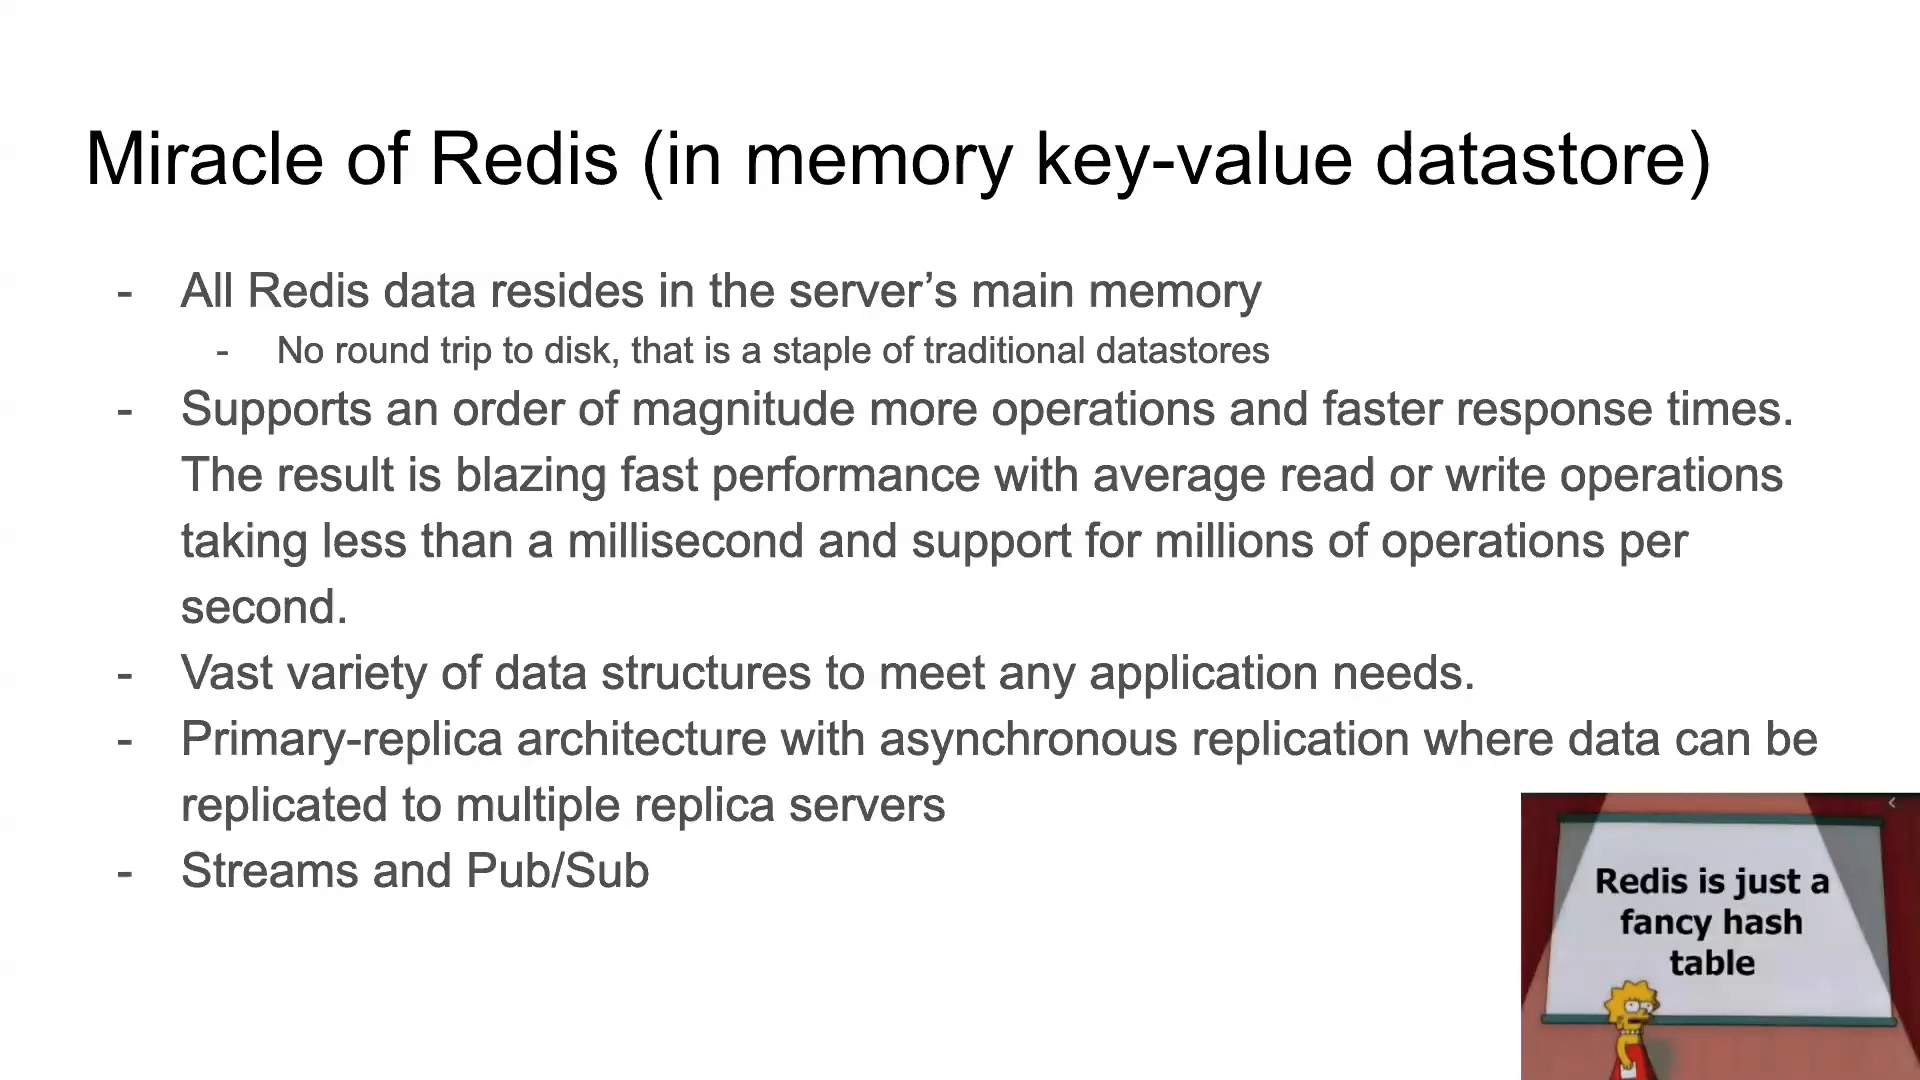 Miracle of Redis (in memory key-value datastore)
- All Redis data resides in the server’s main memory
- No round trip to disk, that is a staple of traditional datastores
- Supports an order of magnitude more operations and faster response times.
The result is blazing fast performance with average read or write operations
taking less than a millisecond and support for millions of operations per
second.
- Vast variety of data structures to meet any application needs.
- Primary-replica architecture with asynchronous replication where data can be
replicated to multiple replica servers
- Streams and Pub/Sub
Redis is just a
fancy hash
table